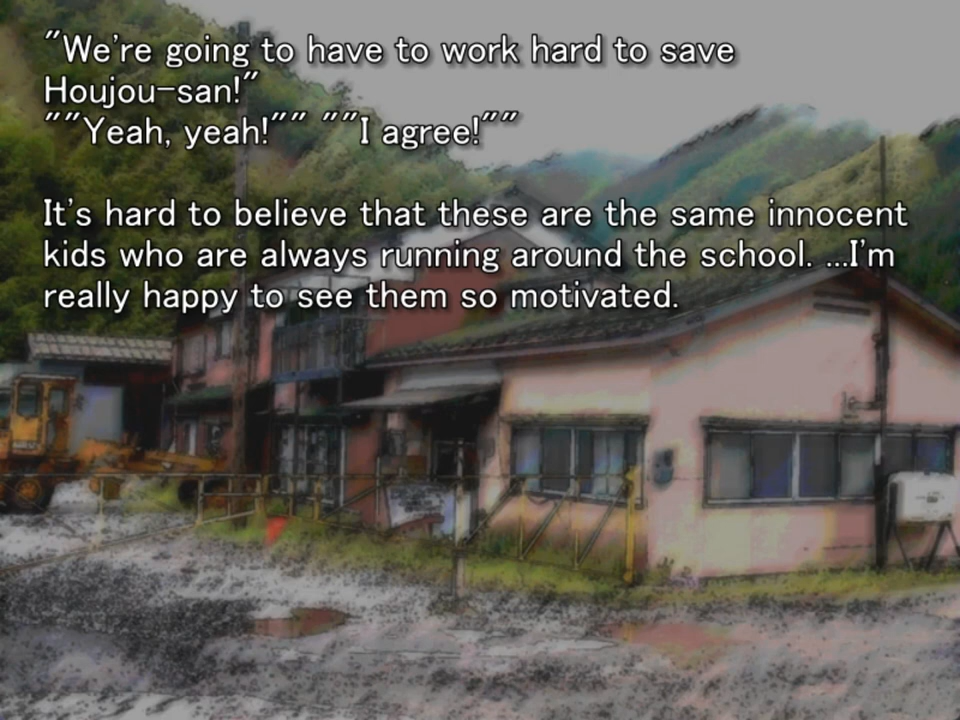 "We're going to have to work hard to save
Houjou-san!"
""Yeah, yeah!"" ""I agree!""
It's hard to believe that these are the same innocent
kids who are always running around the school. ...I'm
really happy to see them so motivated.